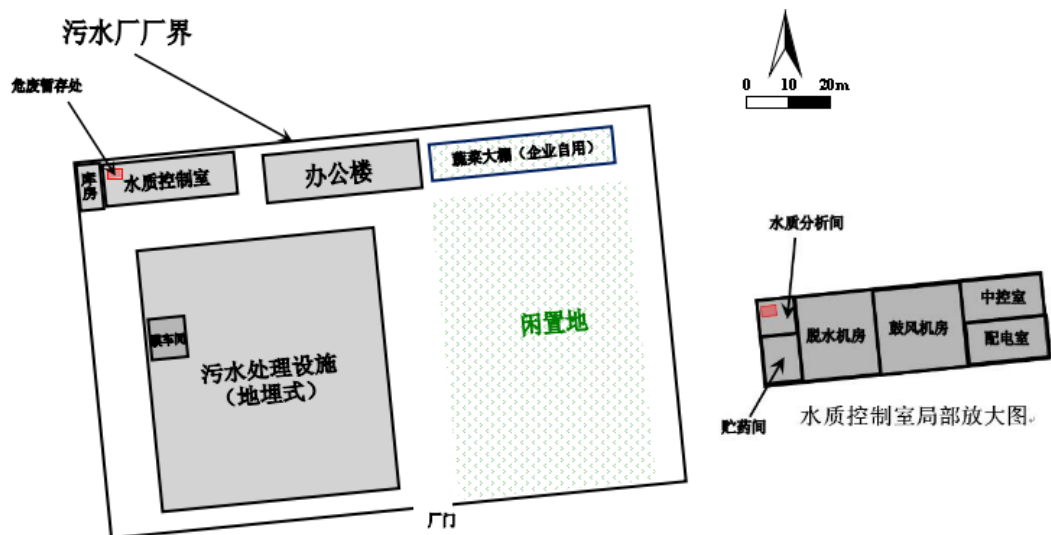 污水厂厂界
危废暂存处
0 10 20m
库房
水质控制室
办公楼
蔬菜大棚（企业自用）
水质分析间
中控室
脱水机房
鼓风机房
配电室
闲置地
膜车间
污水处理设施
（地埋式）
贮药间
水质控制室局部放大图
厂门